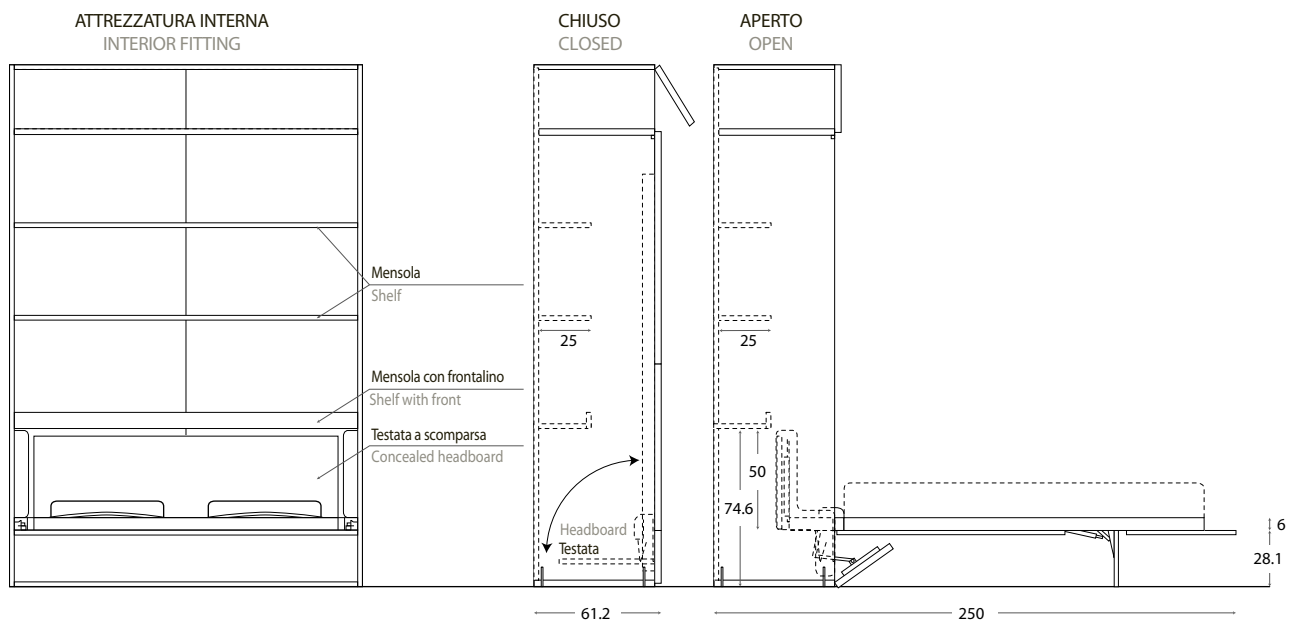 ATTREZZATURA INTERNA
INTERIOR FITTING
CHIUSO
CLOSED
APERTO
OPEN
Mensola
Shelf
Mensola con frontalino
Shelf with front
Testata a scomparsa
Concealed headboard
25
Headboard
Testata
61.2
25
50
74.6
6
28.1
250